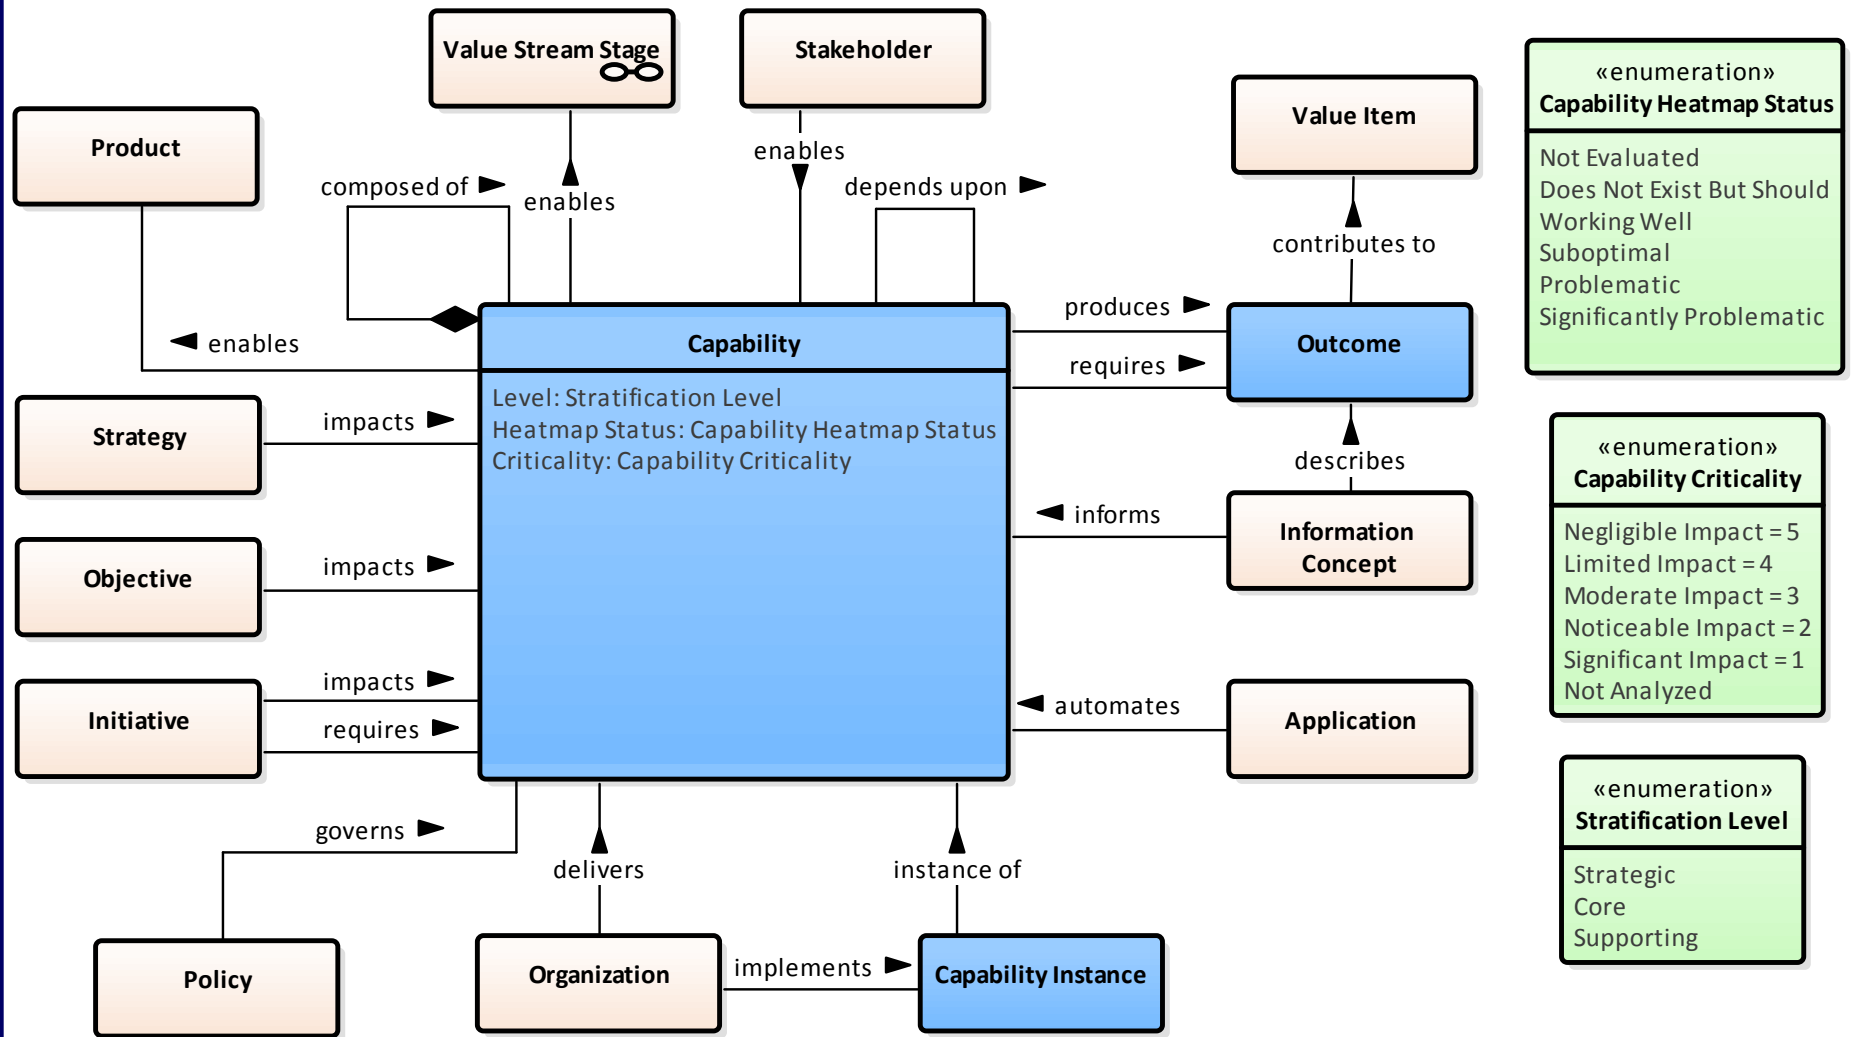 Value Stream Stage
Stakeholder
Value Item
Product
enables
composed of
depends upon
enables
contributes to
produces
enables
Capability
Level: Stratification Level
Heatmap Status: Capability Heatmap Status
Criticality: Capability Criticality
requires
Outcome
Strategy
impacts
describes
informs
Information
Concept
Objective
impacts
Initiative
impacts
requires
automates
Application
governs
delivers
instance of
Policy
Organization
implements
Capability Instance
«enumeration»
Capability Heatmap Status
Not Evaluated
Does Not Exist But Should
Working Well
Suboptimal
Problematic
Significantly Problematic
«enumeration»
Capability Criticality
Negligible Impact = 5
Limited Impact = 4
Moderate Impact = 3
Noticeable Impact = 2
Significant Impact = 1
Not Analyzed
«enumeration»
Stratification Level
Strategic
Core
Supporting